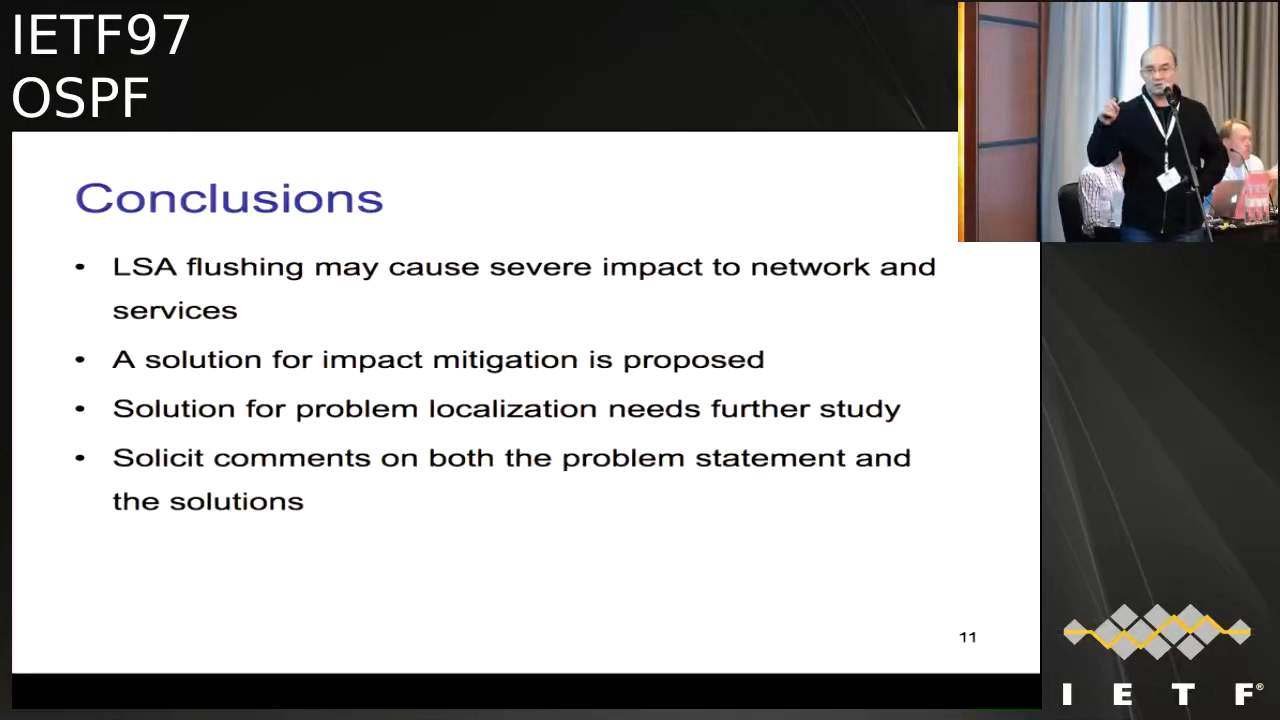 IETF97
OSPF
Conclusions
• LSA flushing may cause severe impact to network and
services
• A solution for impact mitigation is proposed
• Solution for problem localization needs further study
• Solicit comments on both the problem statement and
the solutions
11
I E T F®